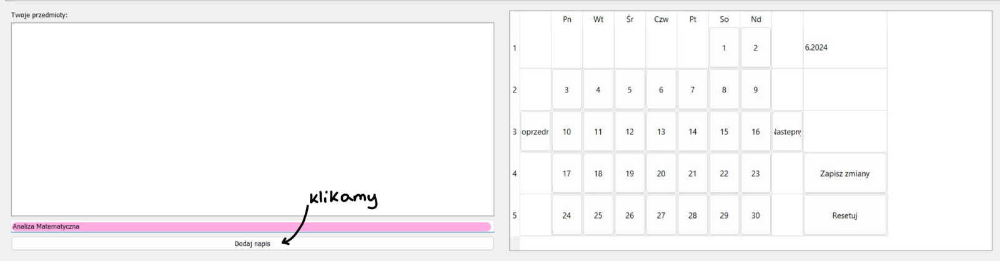 Twoje przedmioty:
klikamy
Analiza Matematyczna
Dodaj napis
Pn Wt Śr Czw Pt So Nd
1 1 2 6.2024
2 3 4 5 6 7 8 9
3 oprzedn 10 11 12 13 14 15 16 Nastepny
4 17 18 19 20 21 22 23 Zapisz zmiany
5 24 25 26 27 28 29 30 Resetuj